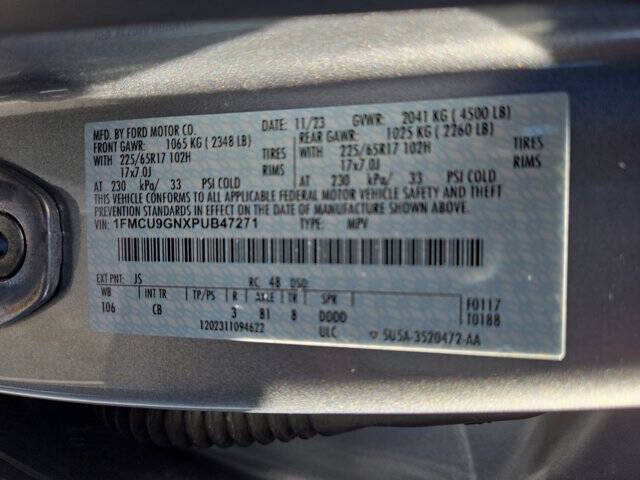 MFD. BY FORD MOTOR CO.
DATE: 11/23 GVWR: 2041 KG ( 4500 LB)
FRONT GAWR: 1065 KG ( 2348 LB)
REAR GAWR: 1025 KG ( 2260 LB)
WITH 225/65R17 102H TIRES
WITH 225/65R17 102H TIRES
17x7.0J RIMS
17x7.0J RIMS
AT 230 kPa/ 33 PSI COLD
AT 230 kPa/ 33 PSI COLD
THIS VEHICLE CONFORMS TO ALL APPLICABLE FEDERAL MOTOR VEHICLE SAFETY AND THEFT
PREVENTION STANDARDS IN EFFECT ON THE DATE OF MANUFACTURE SHOWN ABOVE.
VIN: 1FMCU9GNXPUB47271 TYPE: MPV
EXT PNT: JS RC: 48 DSO:
WB INT TR TP/PS R AXLE TR SPR
106 CB 3 B1 8 DDDD
F0117
T0188
1202311094622 ULC SU5A-3520472-AA